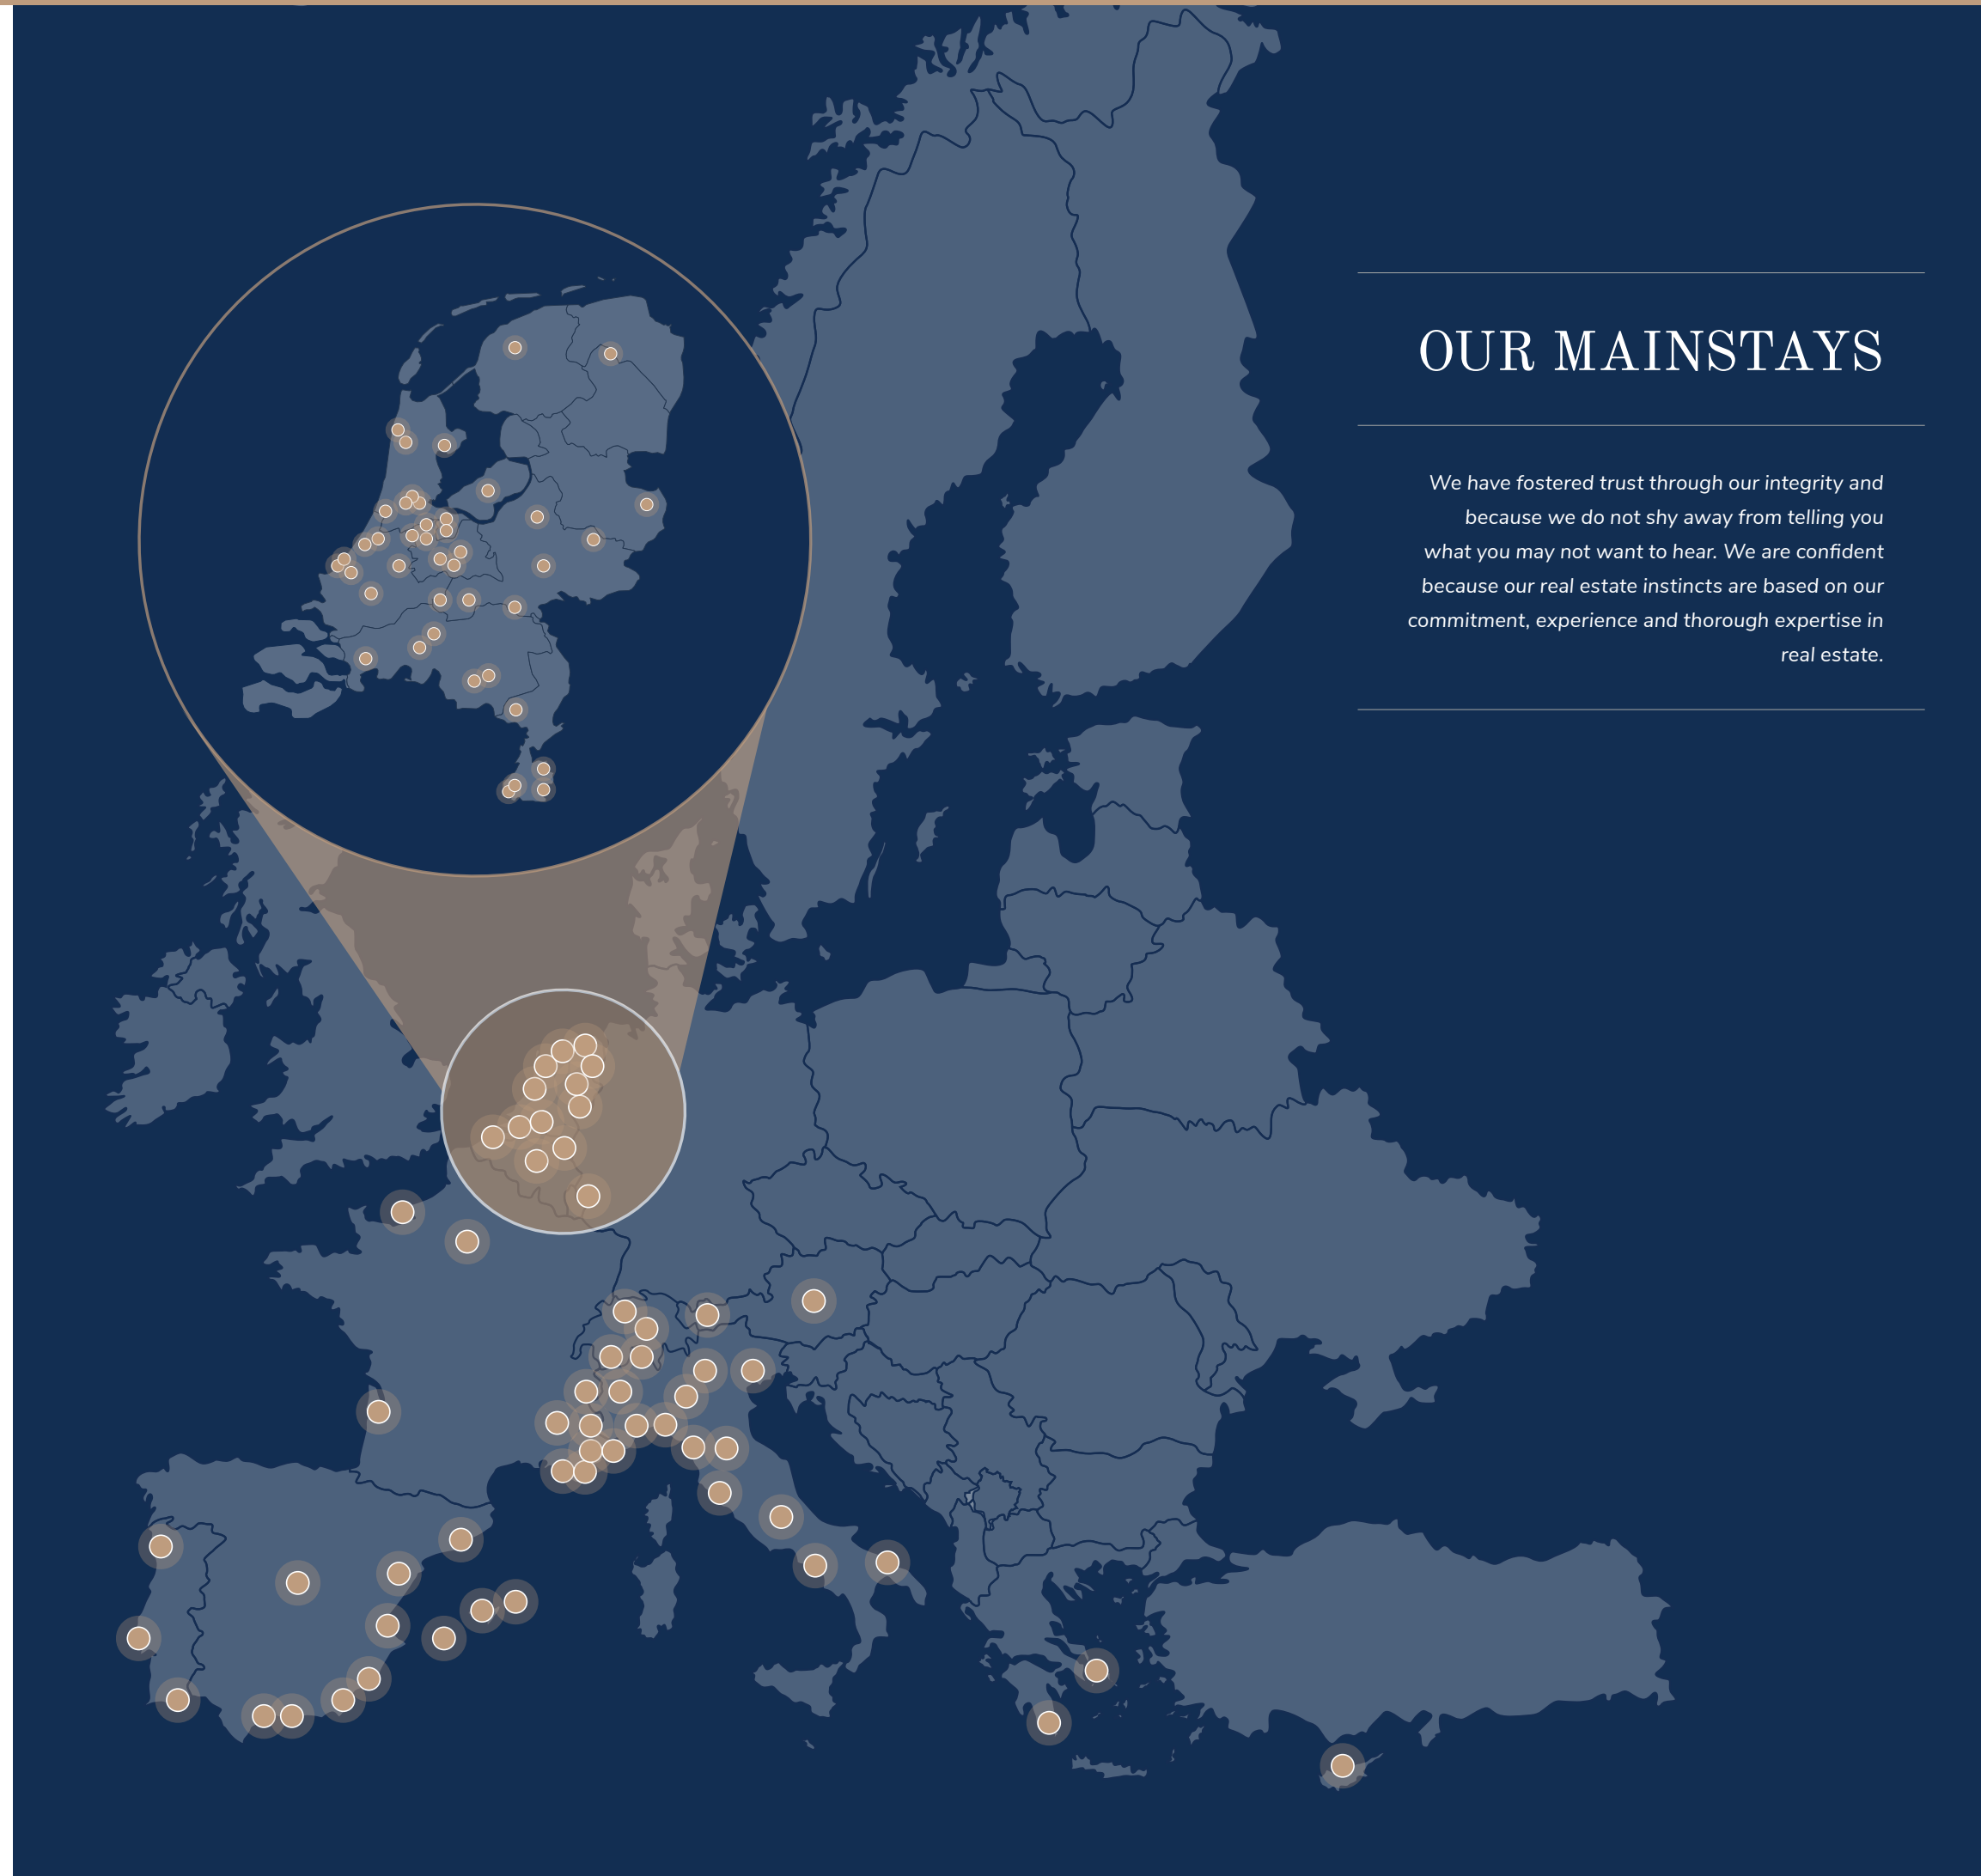 OUR MAINSTAYS
We have fostered trust through our integrity and
because we do not shy away from telling you
what you may not want to hear. We are confident
because our real estate instincts are based on our
commitment, experience and thorough expertise in
real estate.